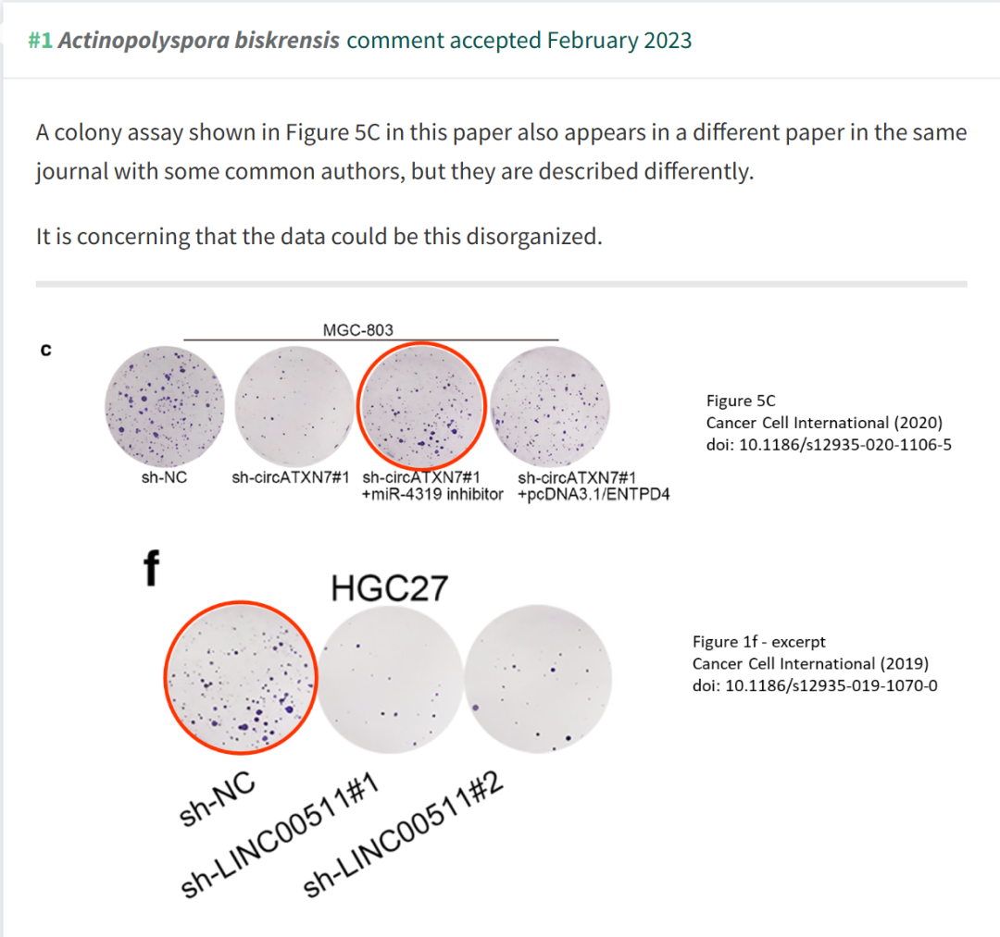 #1 Actinopolyspora biskrensis comment accepted February 2023
A colony assay shown in Figure 5C in this paper also appears in a different paper in the same
journal with some common authors, but they are described differently.
It is concerning that the data could be this disorganized.
MGC-803
c
sh-NC
sh-circATXN7#1
sh-circATXN7#1
+miR-4319 inhibitor
sh-circATXN7#1
+pcDNA3.1/ENTPD4
Figure 5C
Cancer Cell International (2020)
doi: 10.1186/s12935-020-1106-5
f
HGC27
sh-NC
sh-LINC00511#1
sh-LINC00511#2
Figure 1f - excerpt
Cancer Cell International (2019)
doi: 10.1186/s12935-019-1070-0